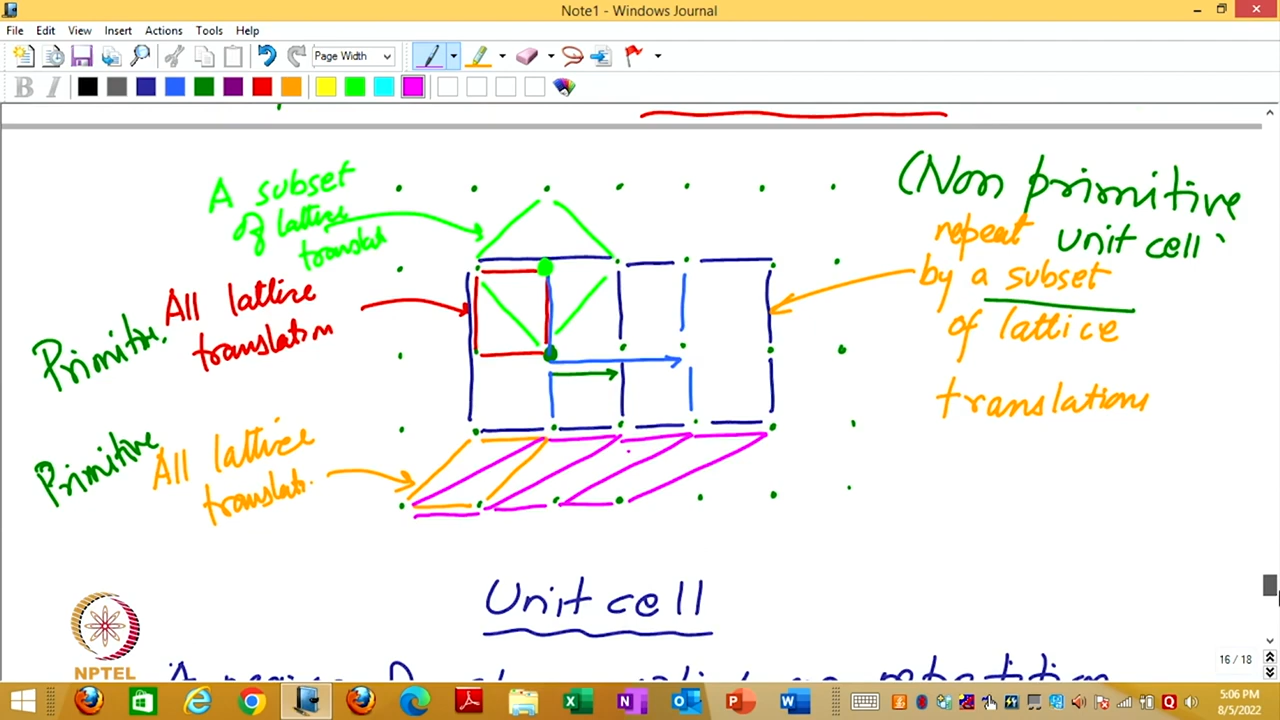 Note1 - Windows Journal
File Edit View Insert Actions Tools Help
Page Width
B I
A subset
of lattice
translat
(Non primitive
unit cell
repeat
by a subset
of lattice
translations
All lattice
translation
Primitive.
Primitive
All lattice
translati.
Unit cell
NPTEL
16 / 18
5:06 PM
8/5/2022